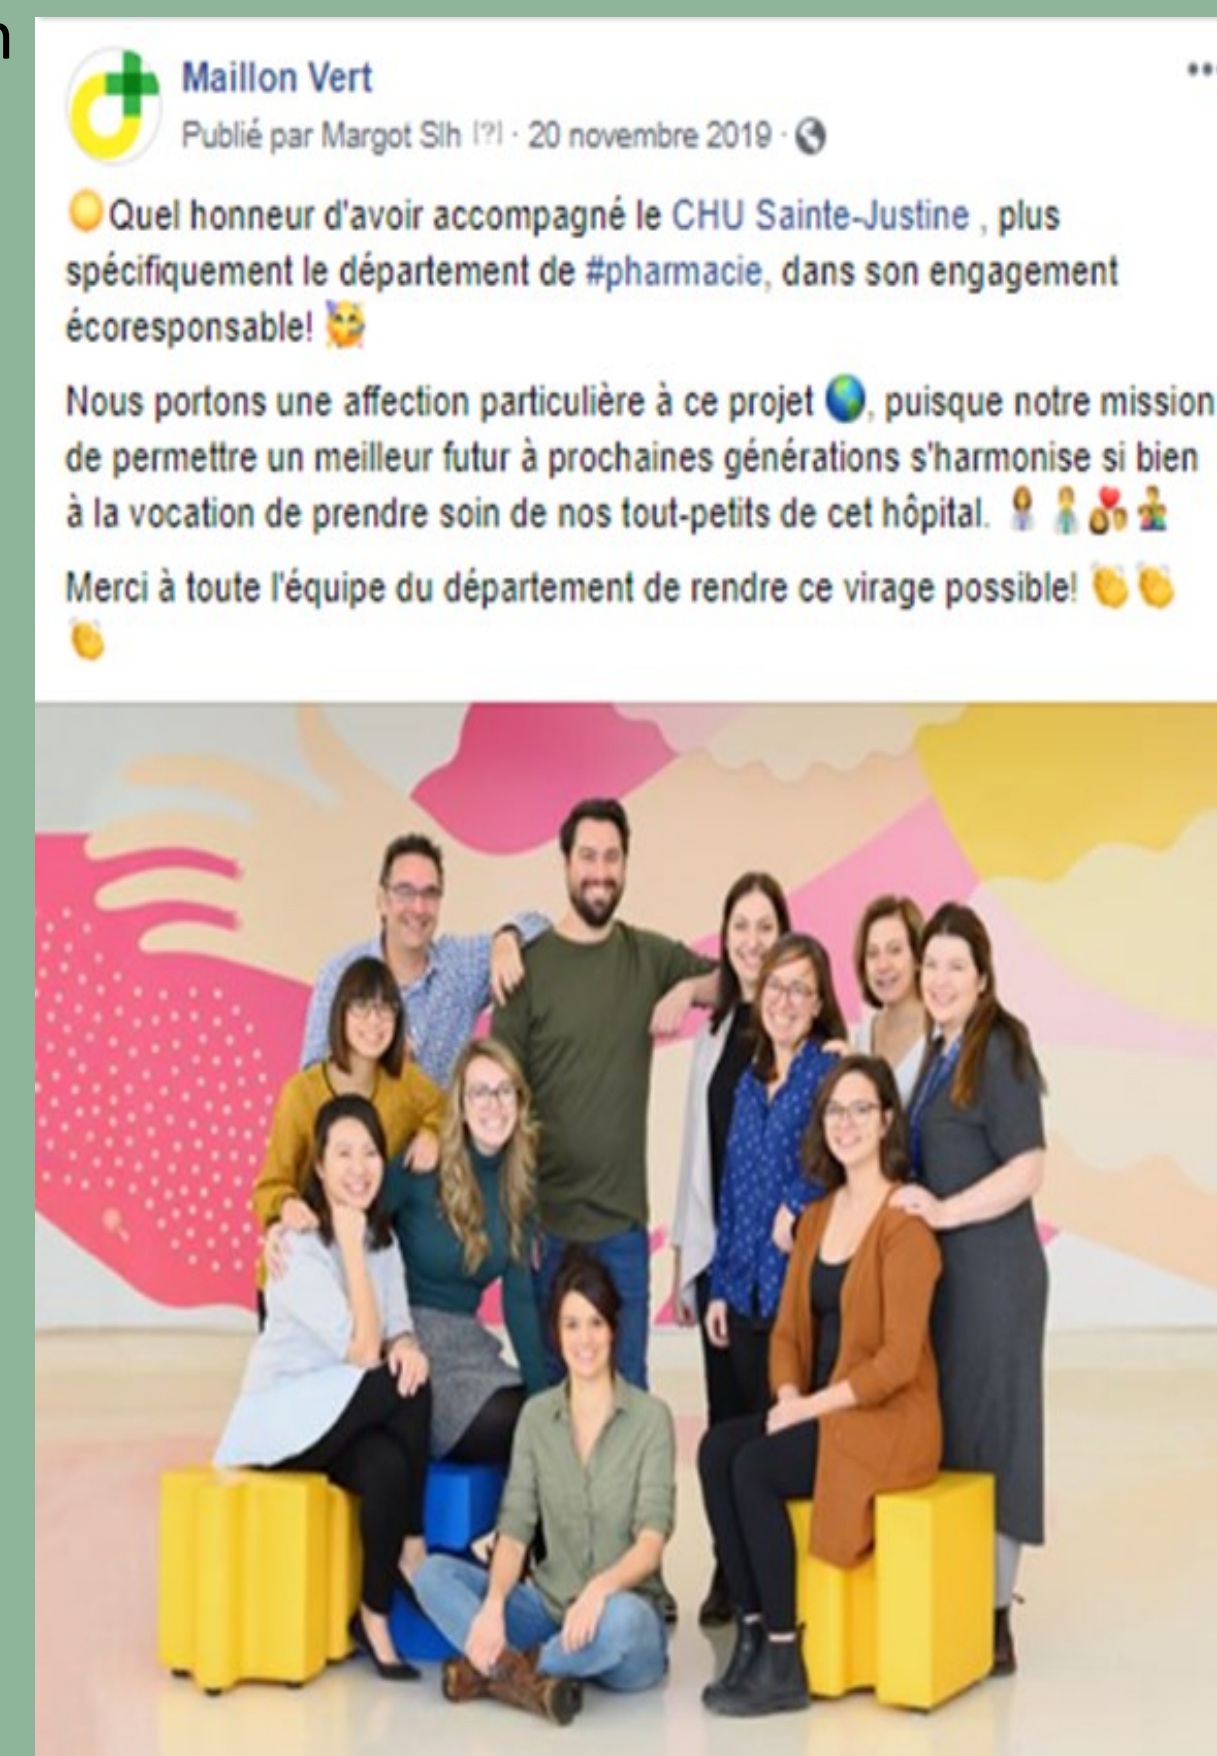 n
Maillon Vert
Publié par Margot Slh [?] · 20 novembre 2019 ·
Quel honneur d'avoir accompagné le CHU Sainte-Justine , plus
spécifiquement le département de #pharmacie, dans son engagement
écoresponsable!
Nous portons une affection particulière à ce projet , puisque notre mission
de permettre un meilleur futur à prochaines générations s'harmonise si bien
à la vocation de prendre soin de nos tout-petits de cet hôpital.
Merci à toute l'équipe du département de rendre ce virage possible!